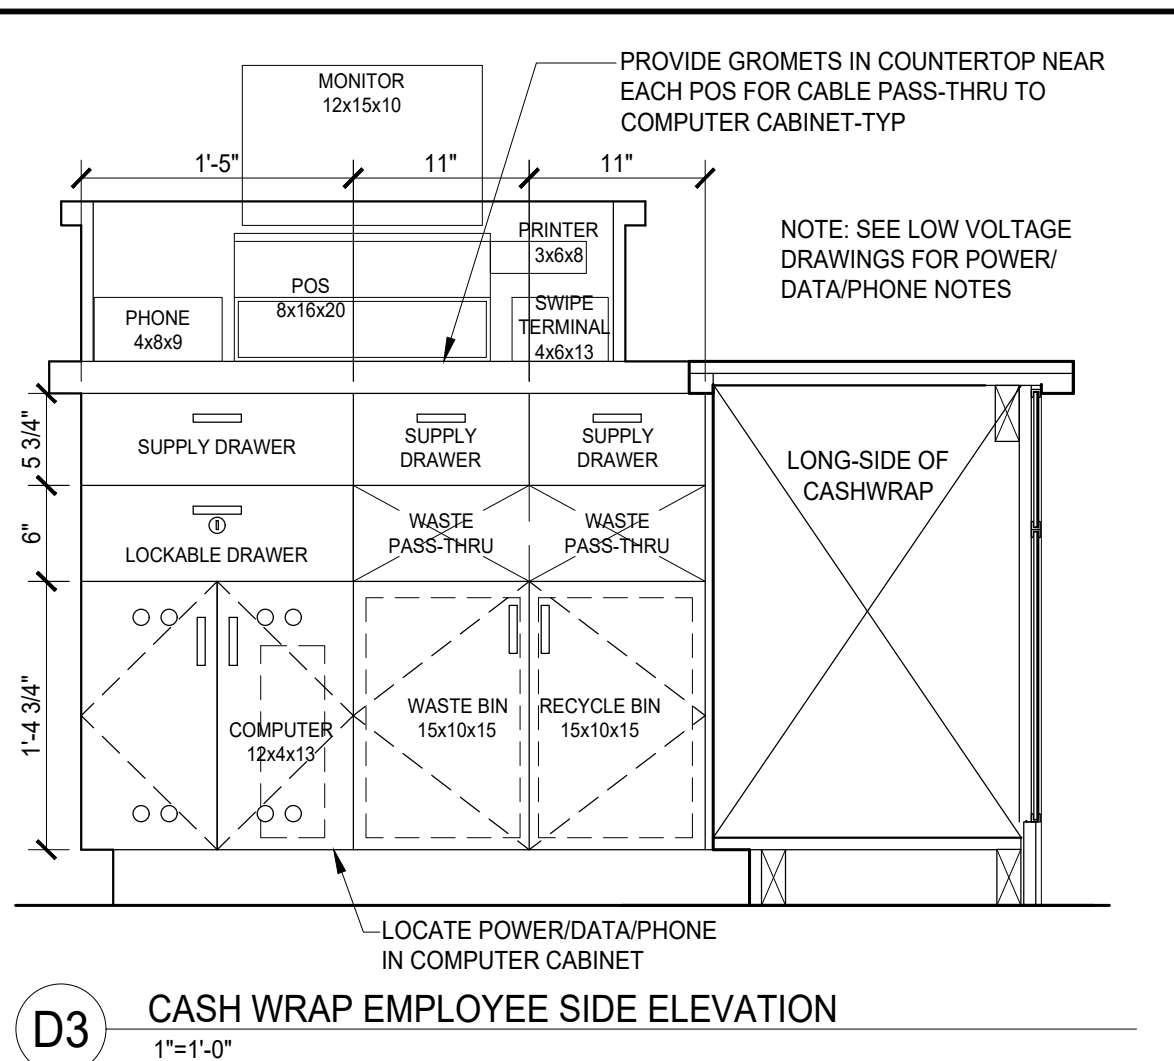 MONITOR
12x15x10
PROVIDE GROMETS IN COUNTERTOP NEAR
EACH POS FOR CABLE PASS-THRU TO
COMPUTER CABINET-TYP
1'-5"
11"
11"
NOTE: SEE LOW VOLTAGE
DRAWINGS FOR POWER/
DATA/PHONE NOTES
PRINTER
3x6x8
POS
8x16x20
PHONE
4x8x9
SWIPE
TERMINAL
4x6x13
5 3/4"
SUPPLY DRAWER
SUPPLY
DRAWER
SUPPLY
DRAWER
LONG-SIDE OF
CASHWRAP
6"
LOCKABLE DRAWER
WASTE
PASS-THRU
WASTE
PASS-THRU
1'-4 3/4"
COMPUTER
12x4x13
WASTE BIN
15x10x15
RECYCLE BIN
15x10x15
LOCATE POWER/DATA/PHONE
IN COMPUTER CABINET
D3
CASH WRAP EMPLOYEE SIDE ELEVATION
1"=1'-0"